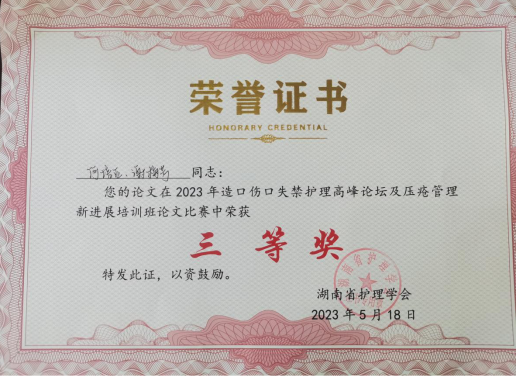 荣誉证书
HONORARY CREDENTIAL
同志：
您的论文在2023年造口伤口失禁护理高峰论坛及压疮管理
新进展培训班论文比赛中荣获
三等奖
特发此证，以资鼓励。
湖南省护理学会
2023年5月18日